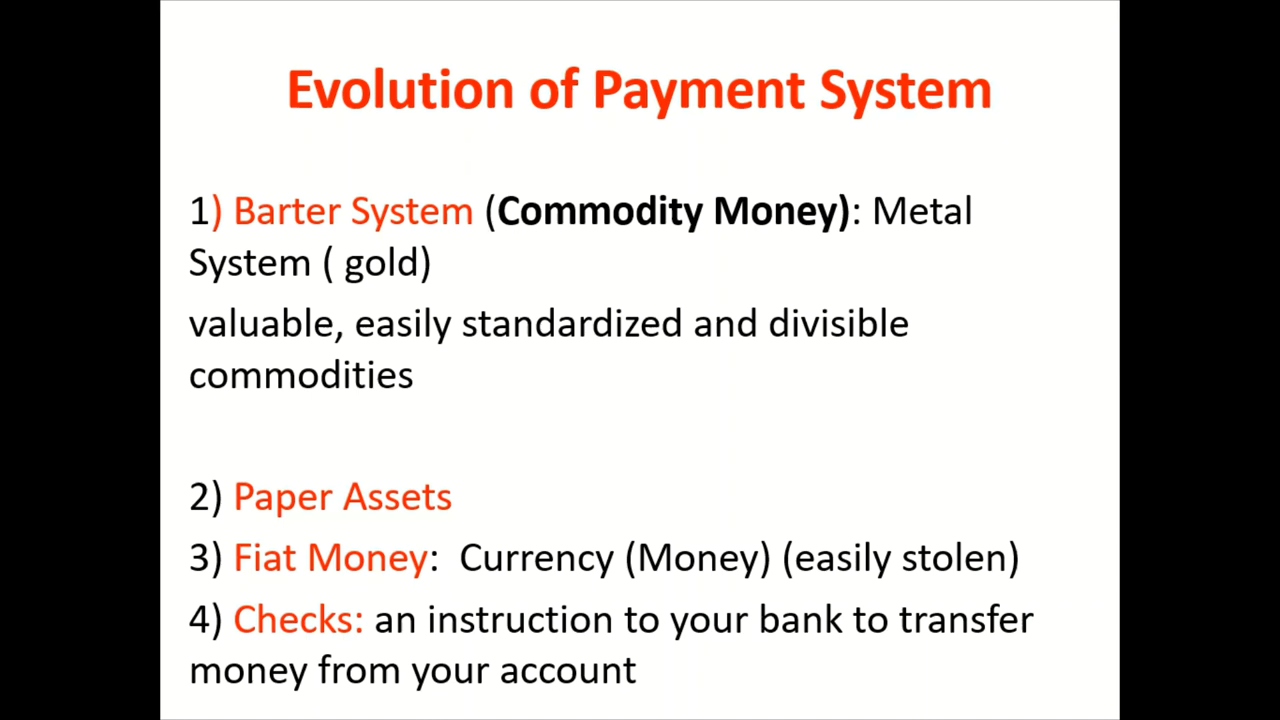 Evolution of Payment System
1) Barter System (Commodity Money): Metal
System ( gold)
valuable, easily standardized and divisible
commodities
2) Paper Assets
3) Fiat Money:  Currency (Money) (easily stolen)
4) Checks: an instruction to your bank to transfer
money from your account